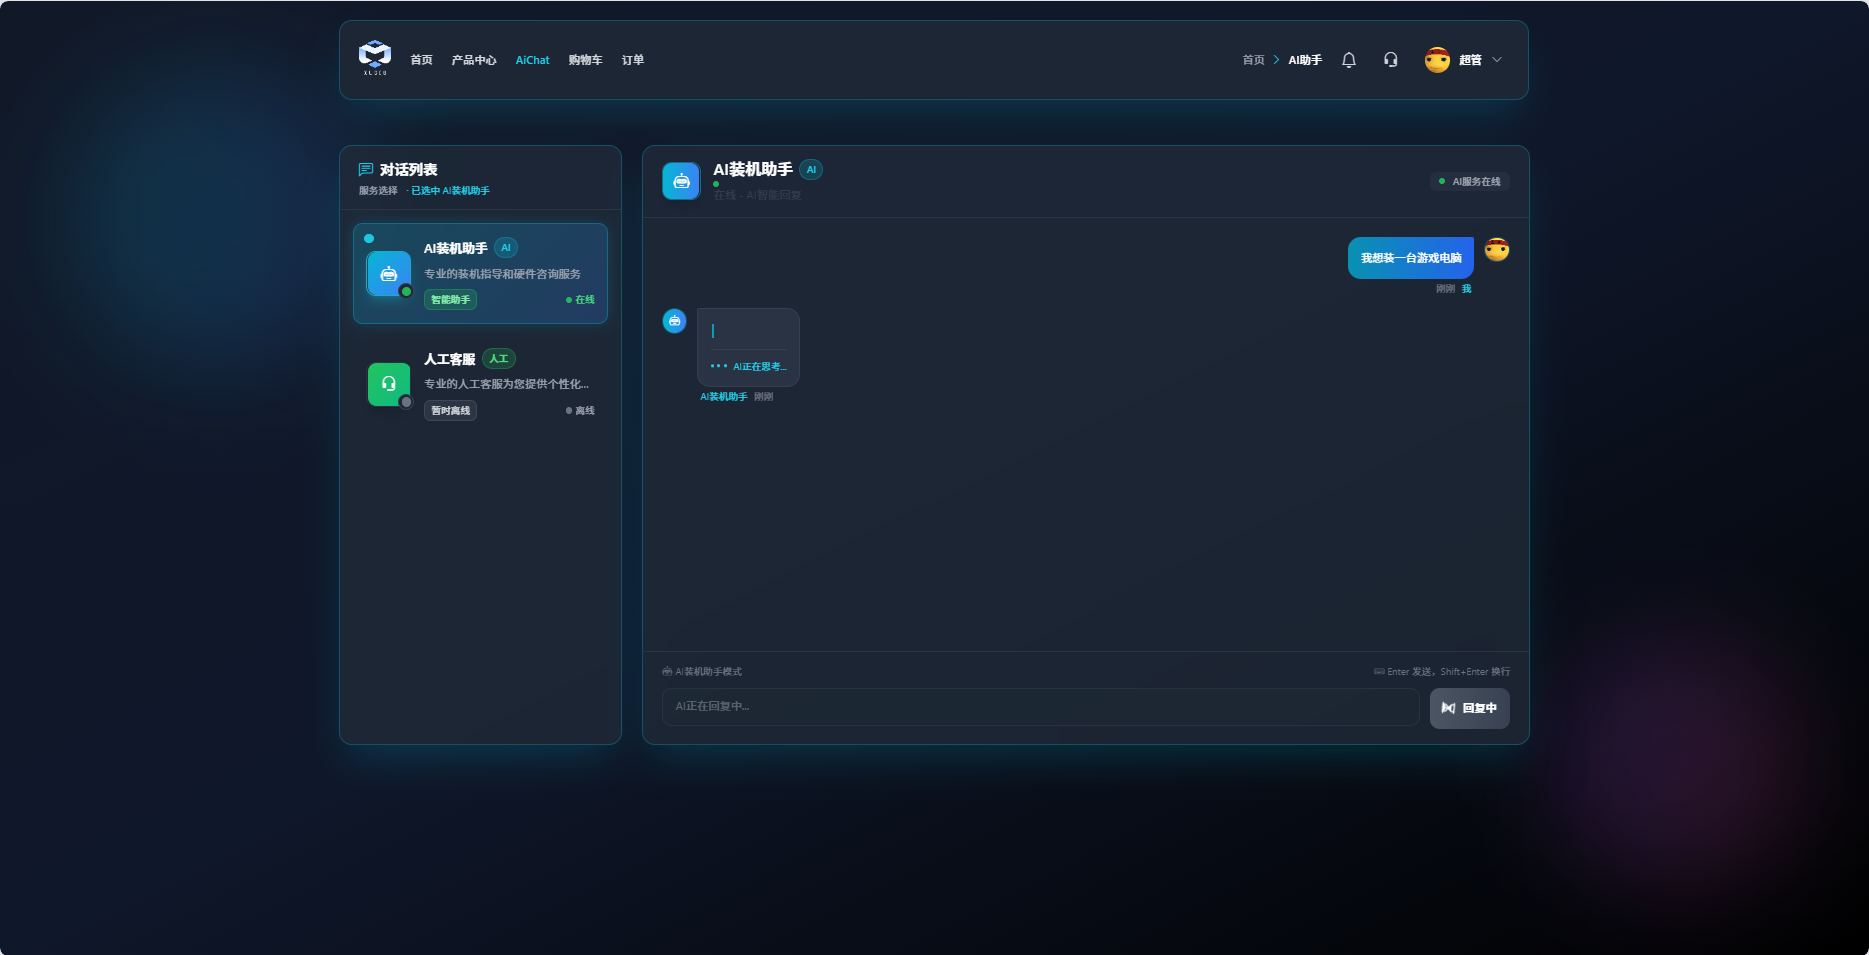 首页 产品中心 AiChat 购物车 订单 首页 AI助手 超管
对话列表
服务选择 · 已选中 AI装机助手
AI装机助手 AI
专业的装机指导和硬件咨询服务
智能助手 在线
人工客服 人工
专业的人工客服为您提供个性化...
暂时离线 离线
AI装机助手 AI
在线 - AI智能回复
AI服务在线
我想装一台游戏电脑
刚刚 我
AI正在思考...
AI装机助手 刚刚
AI装机助手模式
Enter 发送，Shift+Enter 换行
AI正在回复中...
回复中